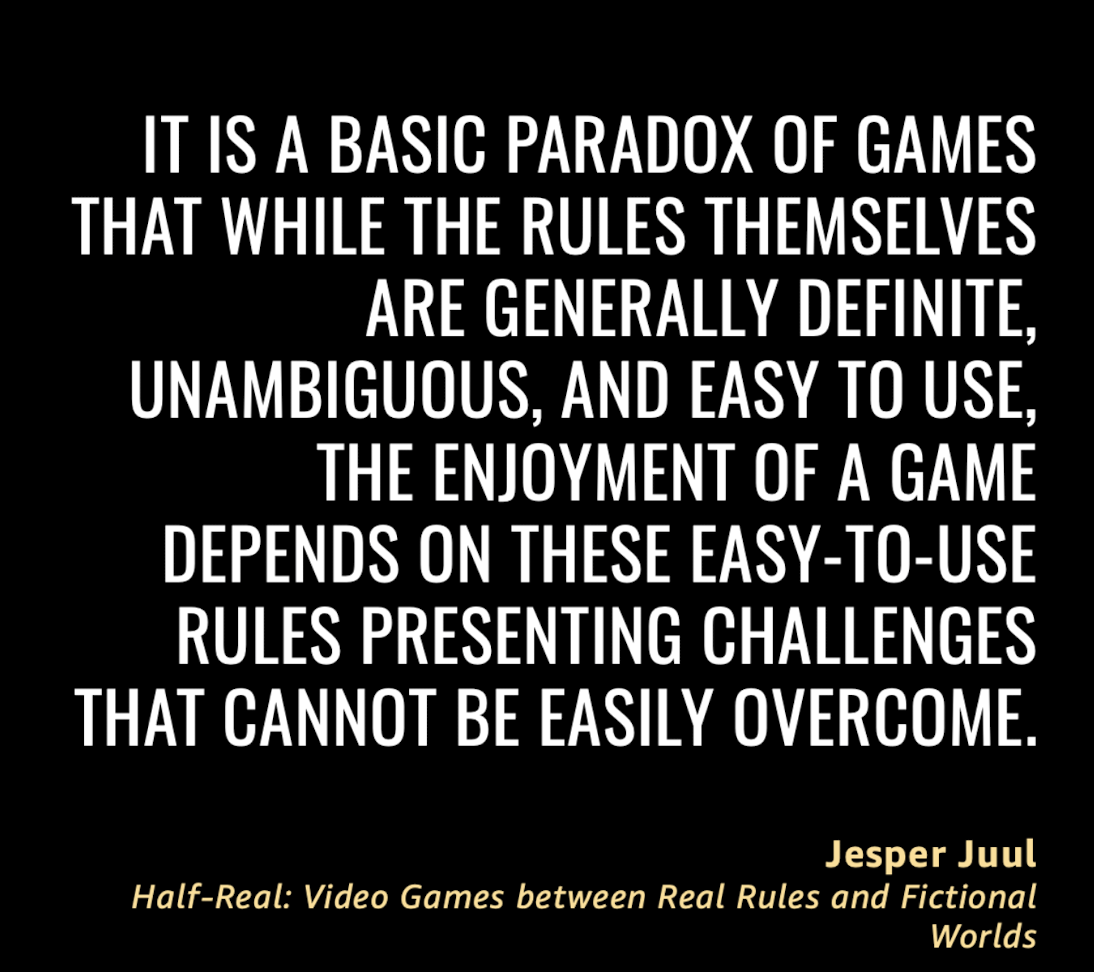 IT IS A BASIC PARADOX OF GAMES
THAT WHILE THE RULES THEMSELVES
ARE GENERALLY DEFINITE,
UNAMBIGUOUS, AND EASY TO USE,
THE ENJOYMENT OF A GAME
DEPENDS ON THESE EASY-TO-USE
RULES PRESENTING CHALLENGES
THAT CANNOT BE EASILY OVERCOME.
Jesper Juul
Half-Real: Video Games between Real Rules and Fictional
Worlds